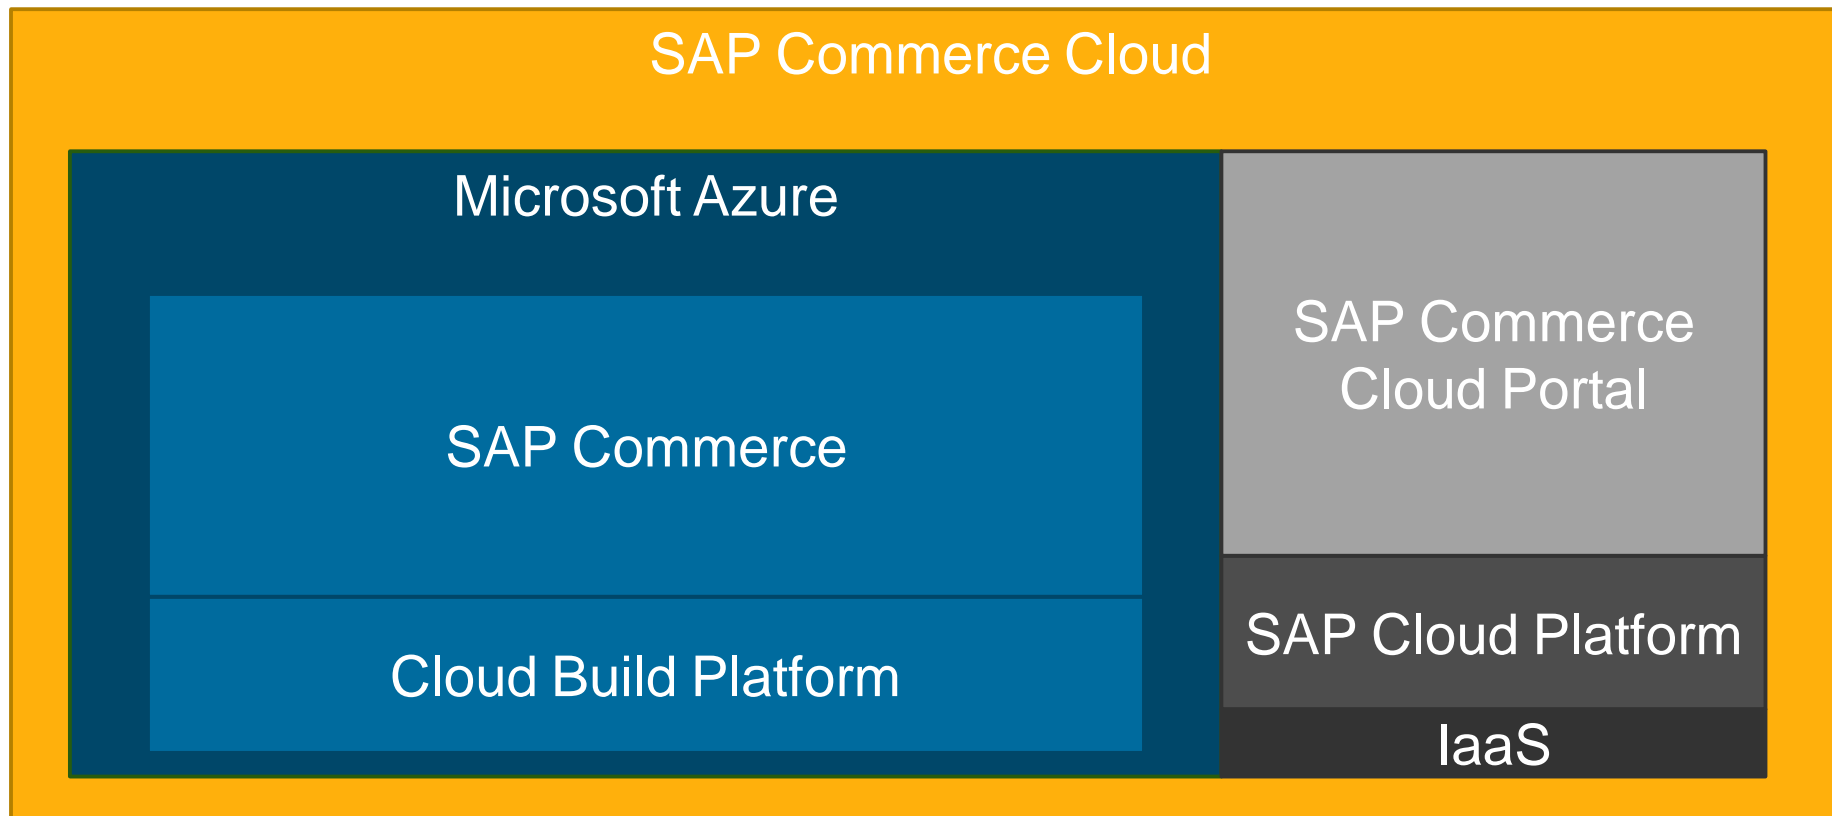 SAP Commerce Cloud
Microsoft Azure
SAP Commerce
Cloud Build Platform
SAP Commerce
Cloud Portal
SAP Cloud Platform
IaaS